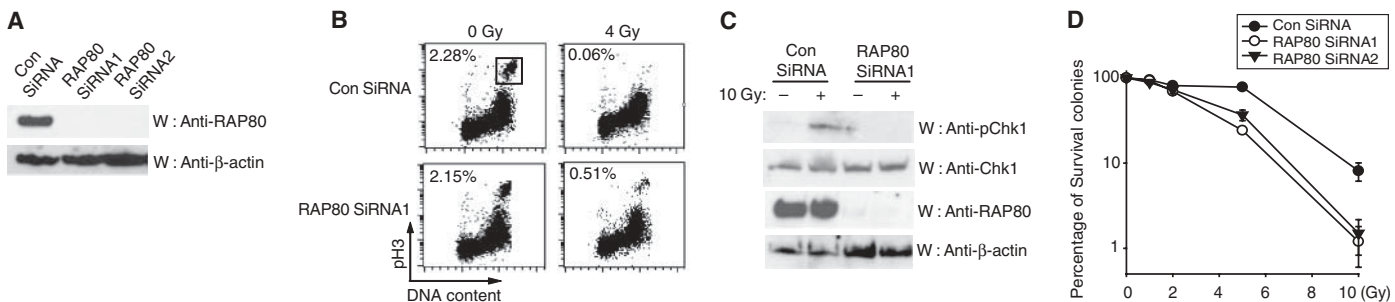 A
Con
SiRNA
RAP80
SiRNA1
RAP80
SiRNA2
W : Anti-RAP80
W : Anti-β-actin
B
0 Gy
4 Gy
Con SiRNA
2.28%
0.06%
RAP80 SiRNA1
2.15%
0.51%
pH3
DNA content
C
Con
SiRNA
RAP80
SiRNA1
10 Gy: − + − +
W : Anti-pChk1
W : Anti-Chk1
W : Anti-RAP80
W : Anti-β-actin
D
Con SiRNA
RAP80 SiRNA1
RAP80 SiRNA2
Percentage of Survival colonies
100
10
1
0 2 4 6 8 10 (Gy)